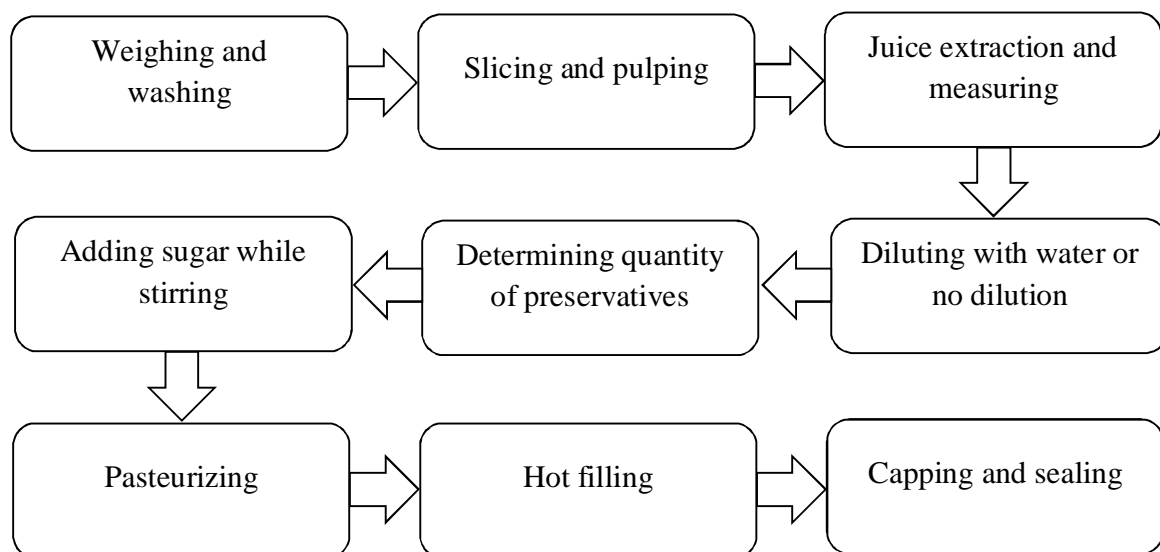 Weighing and
washing
Slicing and pulping
Juice extraction and
measuring
Diluting with water or
no dilution
Determining quantity
of preservatives
Adding sugar while
stirring
Pasteurizing
Hot filling
Capping and sealing